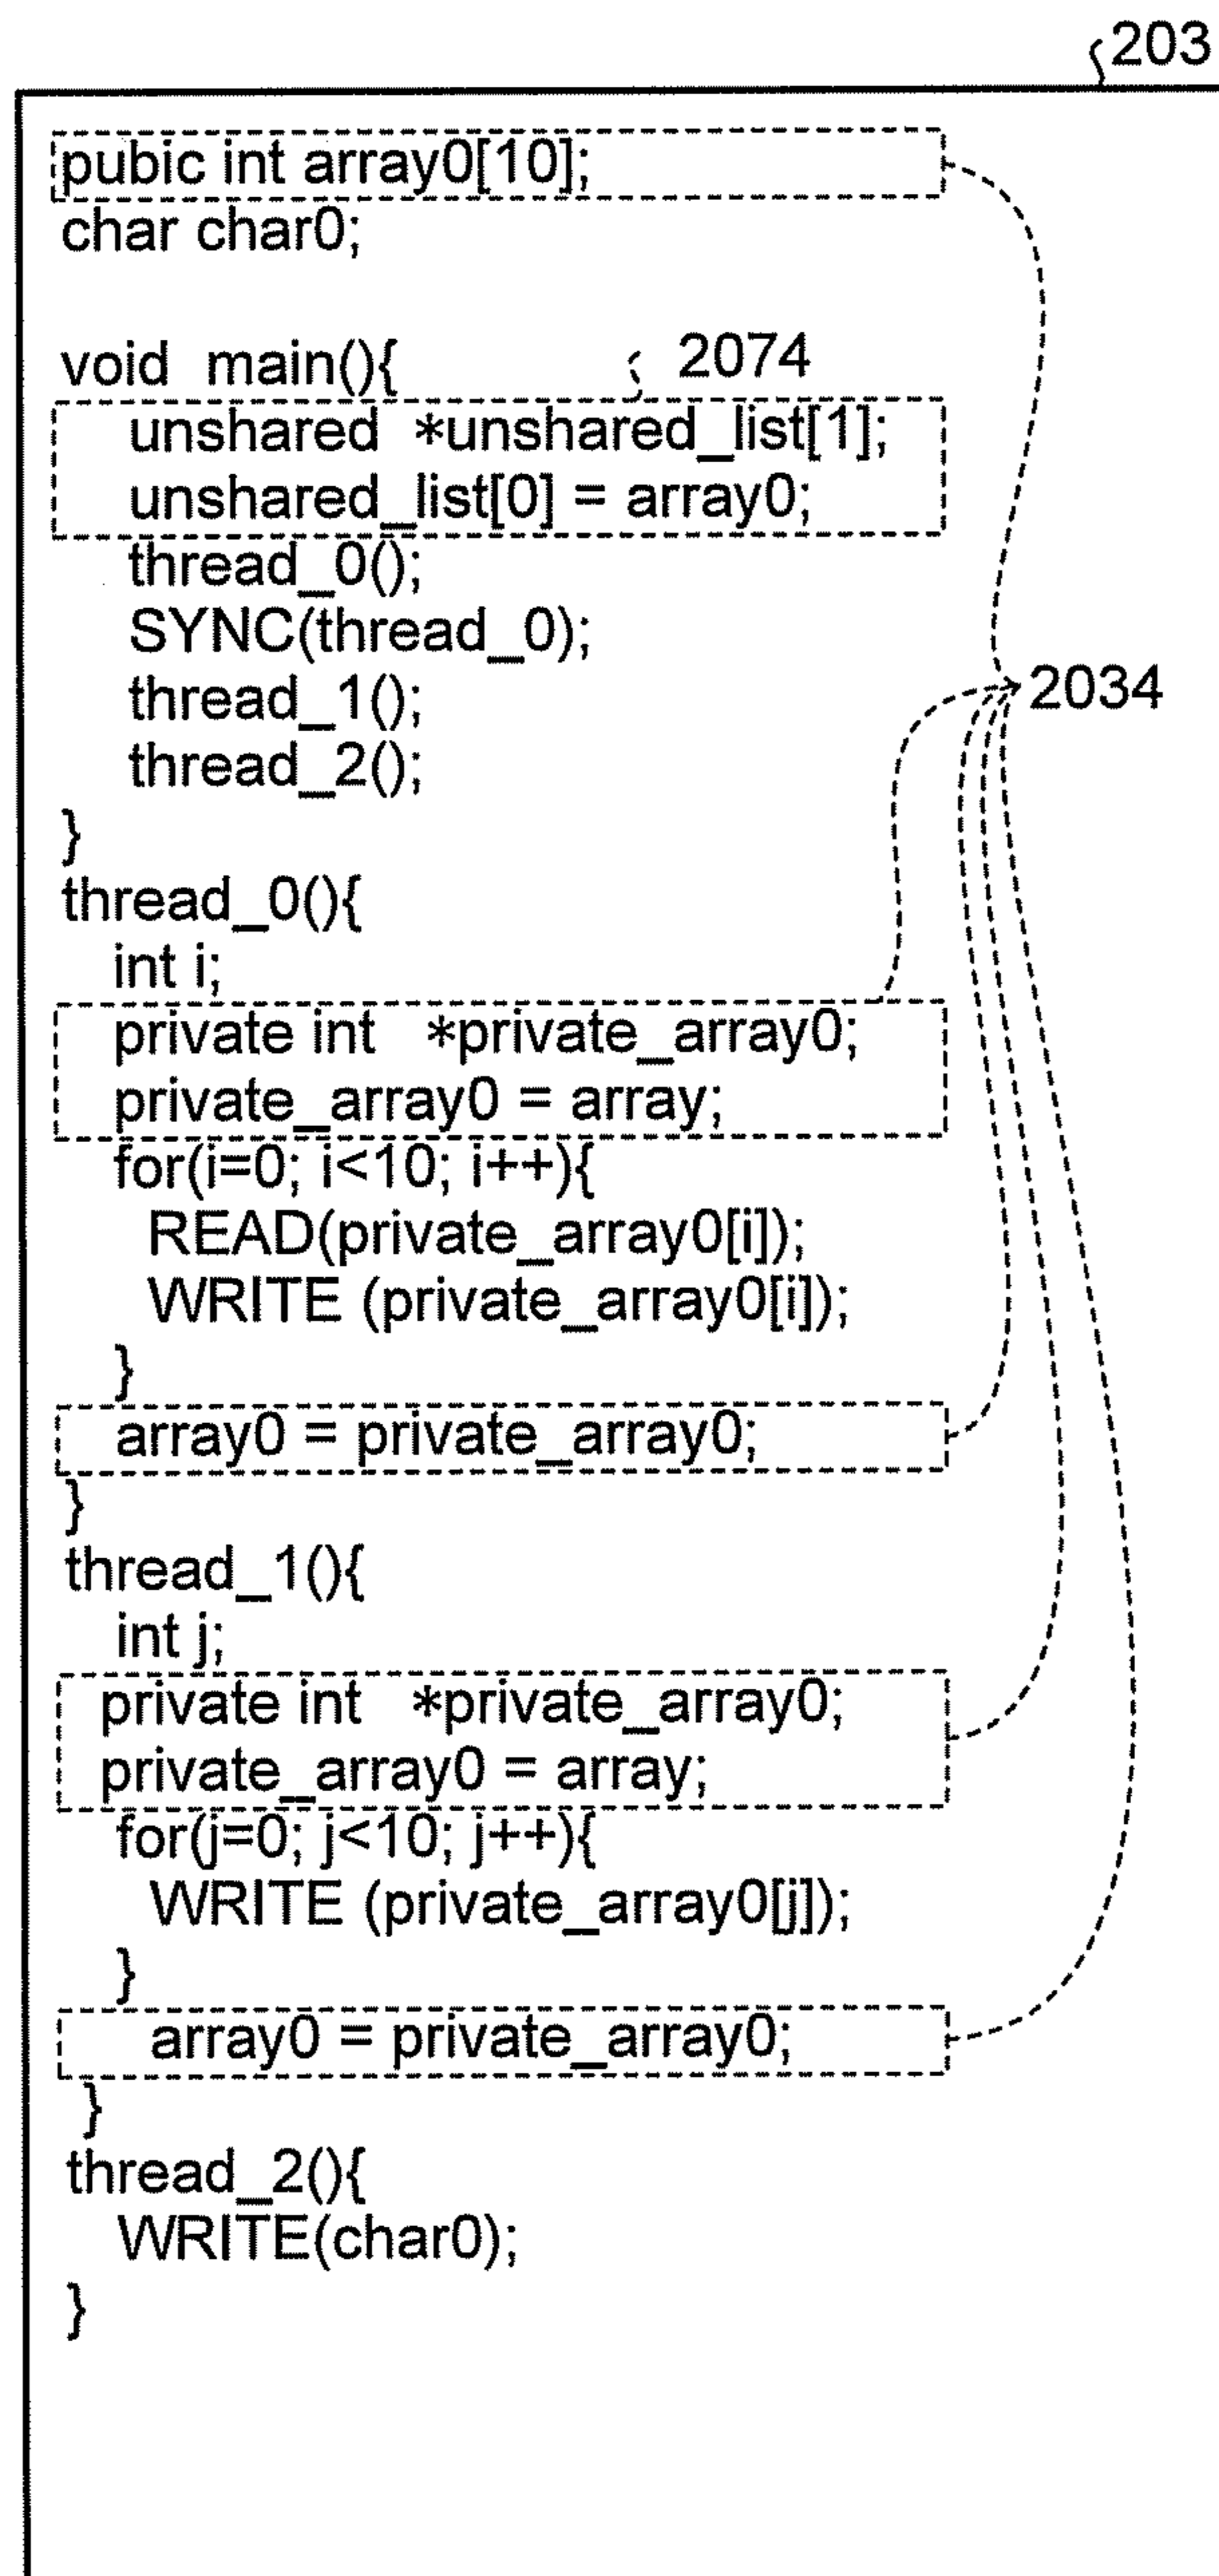 203
pubic int array0[10];
char char0;
void main(){
2074
unshared *unshared_list[1];
unshared_list[0] = array0;
thread_0();
SYNC(thread_0);
thread_1();
2034
thread_2();
}
thread_0(){
int i;
private int *private_array0;
private_array0 = array;
for(i=0; i<10; i++){
READ(private_array0[i]);
WRITE (private_array0[i]);
}
array0 = private_array0;
}
thread_1(){
int j;
private int *private_array0;
private_array0 = array;
for(j=0; j<10; j++){
WRITE (private_array0[j]);
}
array0 = private_array0;
}
thread_2(){
WRITE(char0);
}